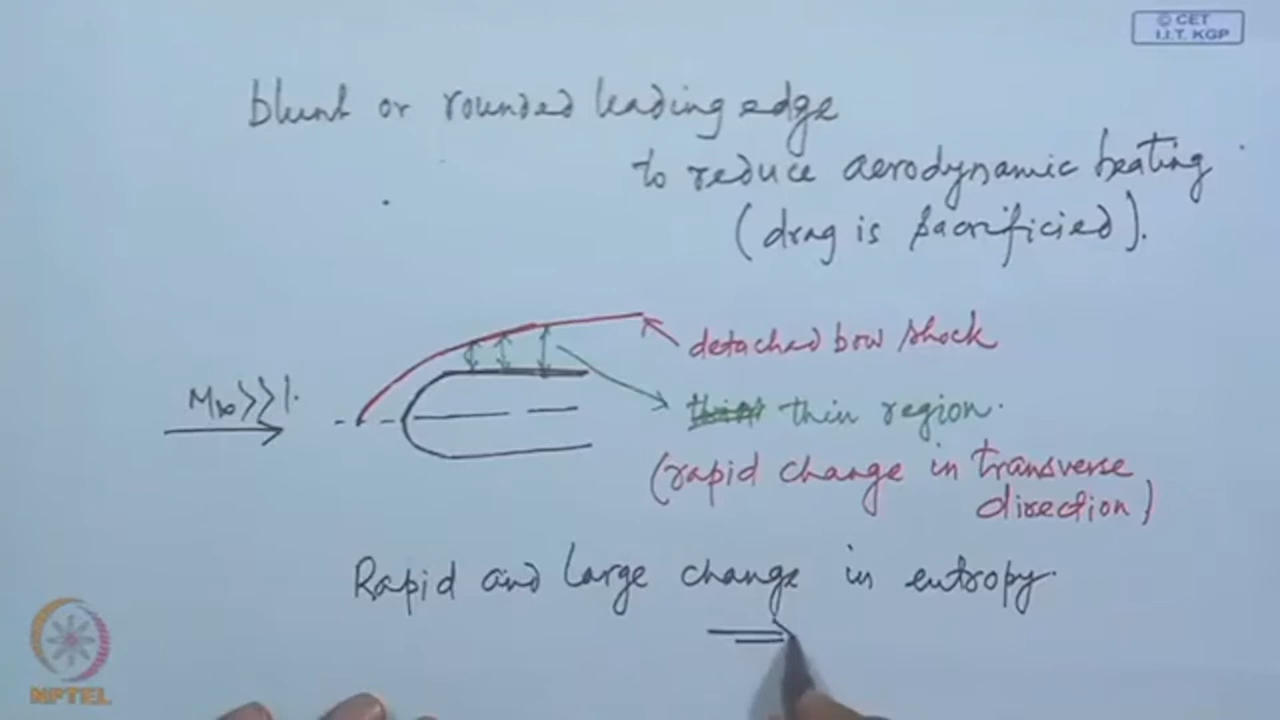 © CET
I.I.T. KGP
blunt or rounded leading edge
to reduce aerodynamic heating
(drag is sacrificied).
detached bow shock
M∞>>1.
thin region.
(rapid change in transverse
direction)
Rapid and large change in entropy.
NPTEL